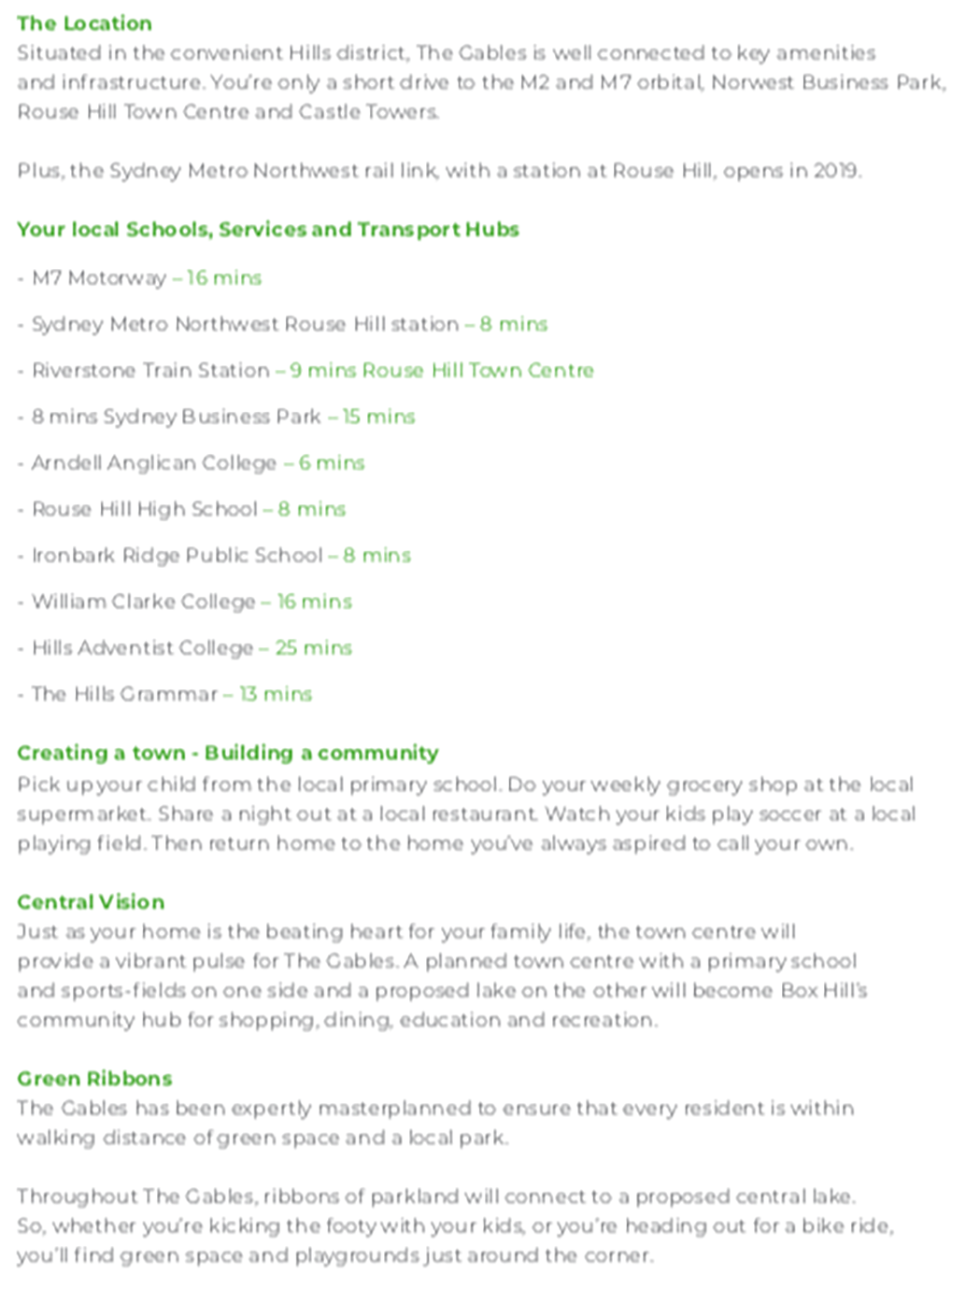 The Location
Situated in the convenient Hills district, The Gables is well connected to key amenities
and infrastructure. You're only a short drive to the M2 and M7 orbital, Norwest Business Park,
Rouse Hill Town Centre and Castle Towers.
Plus, the Sydney Metro Northwest rail link, with a station at Rouse Hill, opens in 2019.
Your local Schools, Services and Transport Hubs
- M7 Motorway – 16 mins
- Sydney Metro Northwest Rouse Hill station – 8 mins
- Riverstone Train Station – 9 mins Rouse Hill Town Centre
- 8 mins Sydney Business Park – 15 mins
- Arndell Anglican College – 6 mins
- Rouse Hill High School – 8 mins
- Ironbark Ridge Public School – 8 mins
- William Clarke College – 16 mins
- Hills Adventist College – 25 mins
- The Hills Grammar – 13 mins
Creating a town - Building a community
Pick up your child from the local primary school. Do your weekly grocery shop at the local
supermarket. Share a night out at a local restaurant. Watch your kids play soccer at a local
playing field. Then return home to the home you've always aspired to call your own.
Central Vision
Just as your home is the beating heart for your family life, the town centre will
provide a vibrant pulse for The Gables. A planned town centre with a primary school
and sports-fields on one side and a proposed lake on the other will become Box Hill's
community hub for shopping, dining, education and recreation.
Green Ribbons
The Gables has been expertly masterplanned to ensure that every resident is within
walking distance of green space and a local park.
Throughout The Gables, ribbons of parkland will connect to a proposed central lake.
So, whether you're kicking the footy with your kids, or you're heading out for a bike ride,
you'll find green space and playgrounds just around the corner.